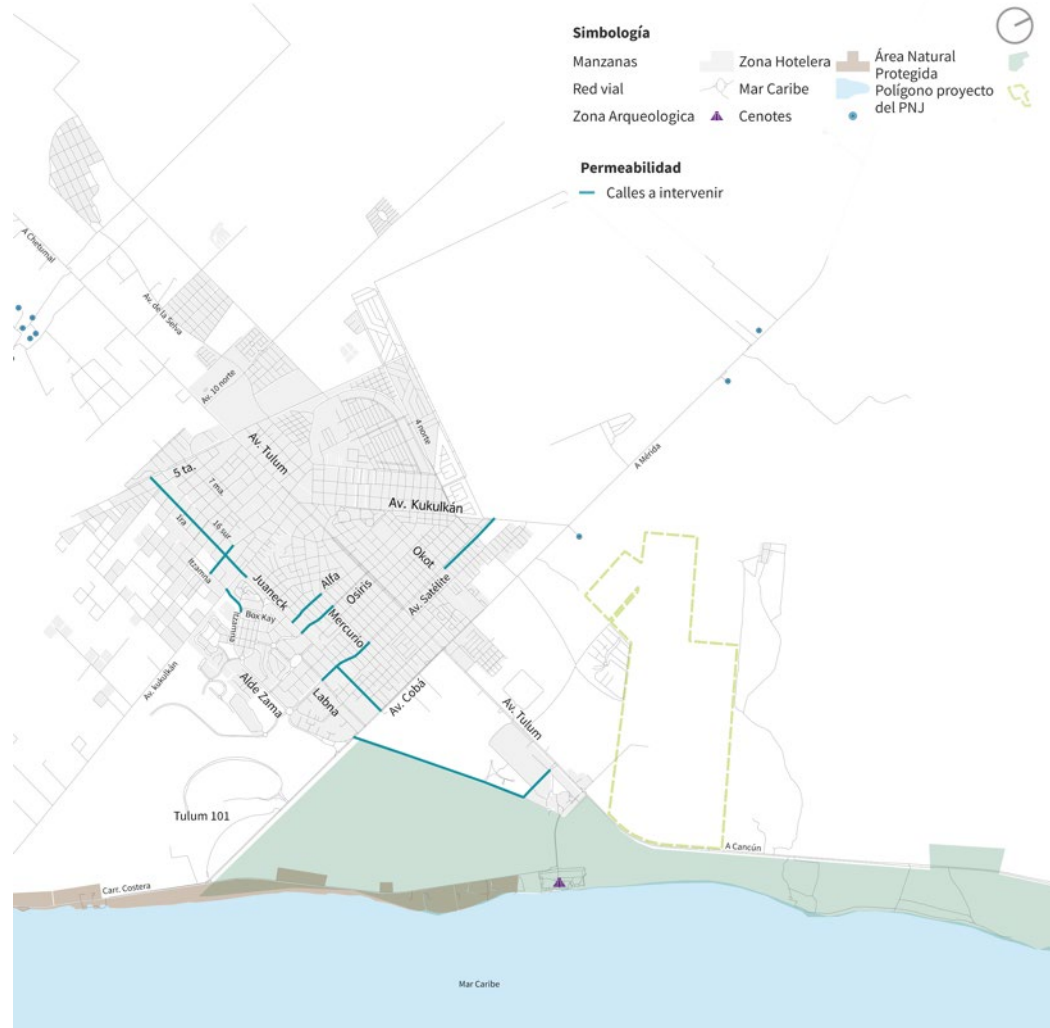 Simbología
Manzanas
Zona Hotelera
Área Natural
Protegida
Red vial
Mar Caribe
Polígono proyecto
del PNJ
Zona Arqueologica
Cenotes
Permeabilidad
Calles a intervenir
A Chetumal
Av. de la Selva
Av. 10 norte
4 norte
Av. Tulum
A Mérida
5 ta.
7 ma.
Av. Kukulkán
1ra
16 sur
Okot
Itzamna
Juaneck
Alfa
Osiris
Av. Satélite
Box Kay
Itzamna
Mercurio
Av. kukulkán
Alde Zama
Labna
Av. Cobá
Av. Tulum
Tulum 101
A Cancún
Carr. Costera
Mar Caribe